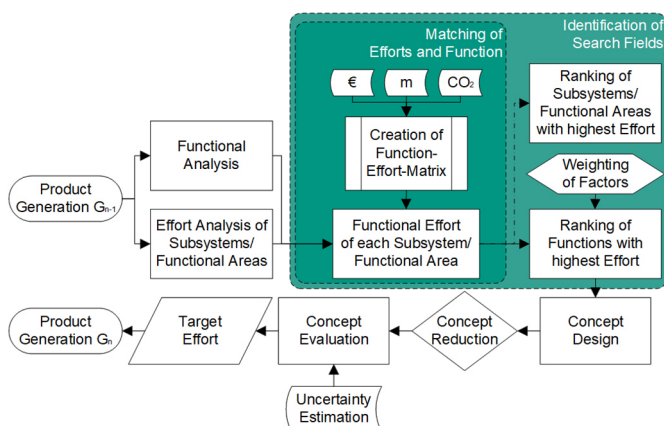 Identification of
Search Fields
Matching of
Efforts and Function
€
m
CO₂
Ranking of
Subsystems/
Functional Areas
with highest Effort
Creation of
Function-
Effort-Matrix
Functional
Analysis
Weighting
of Factors
Product
Generation Gₙ₋₁
Effort Analysis of
Subsystems/
Functional Areas
Functional Effort
of each Subsystem/
Functional Area
Ranking of
Functions with
highest Effort
Product
Generation Gₙ
Target
Effort
Concept
Evaluation
Concept
Reduction
Concept
Design
Uncertainty
Estimation